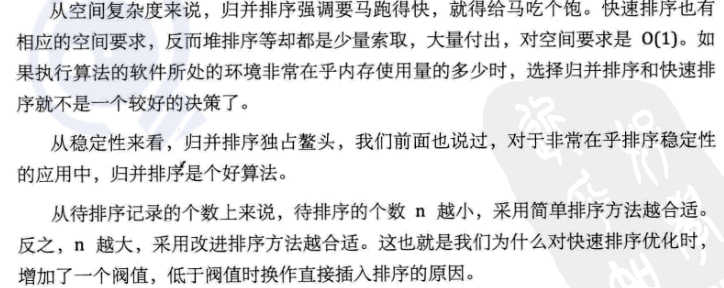 从空间复杂度来说，归并排序强调要马跑得快，就得给马吃个饱。快速排序也有
相应的空间要求，反而堆排序等却都是少量索取，大量付出，对空间要求是 O(1)。如
果执行算法的软件所处的环境非常在乎内存使用量的多少时，选择归并排序和快速排
序就不是一个较好的决策了。
从稳定性来看，归并排序独占鳌头，我们前面也说过，对于非常在乎排序稳定性
的应用中，归并排序是个好算法。
从待排序记录的个数上来说，待排序的个数 n 越小，采用简单排序方法越合适。
反之，n 越大，采用改进排序方法越合适。这也就是我们为什么对快速排序优化时，
增加了一个阀值，低于阀值时换作直接插入排序的原因。